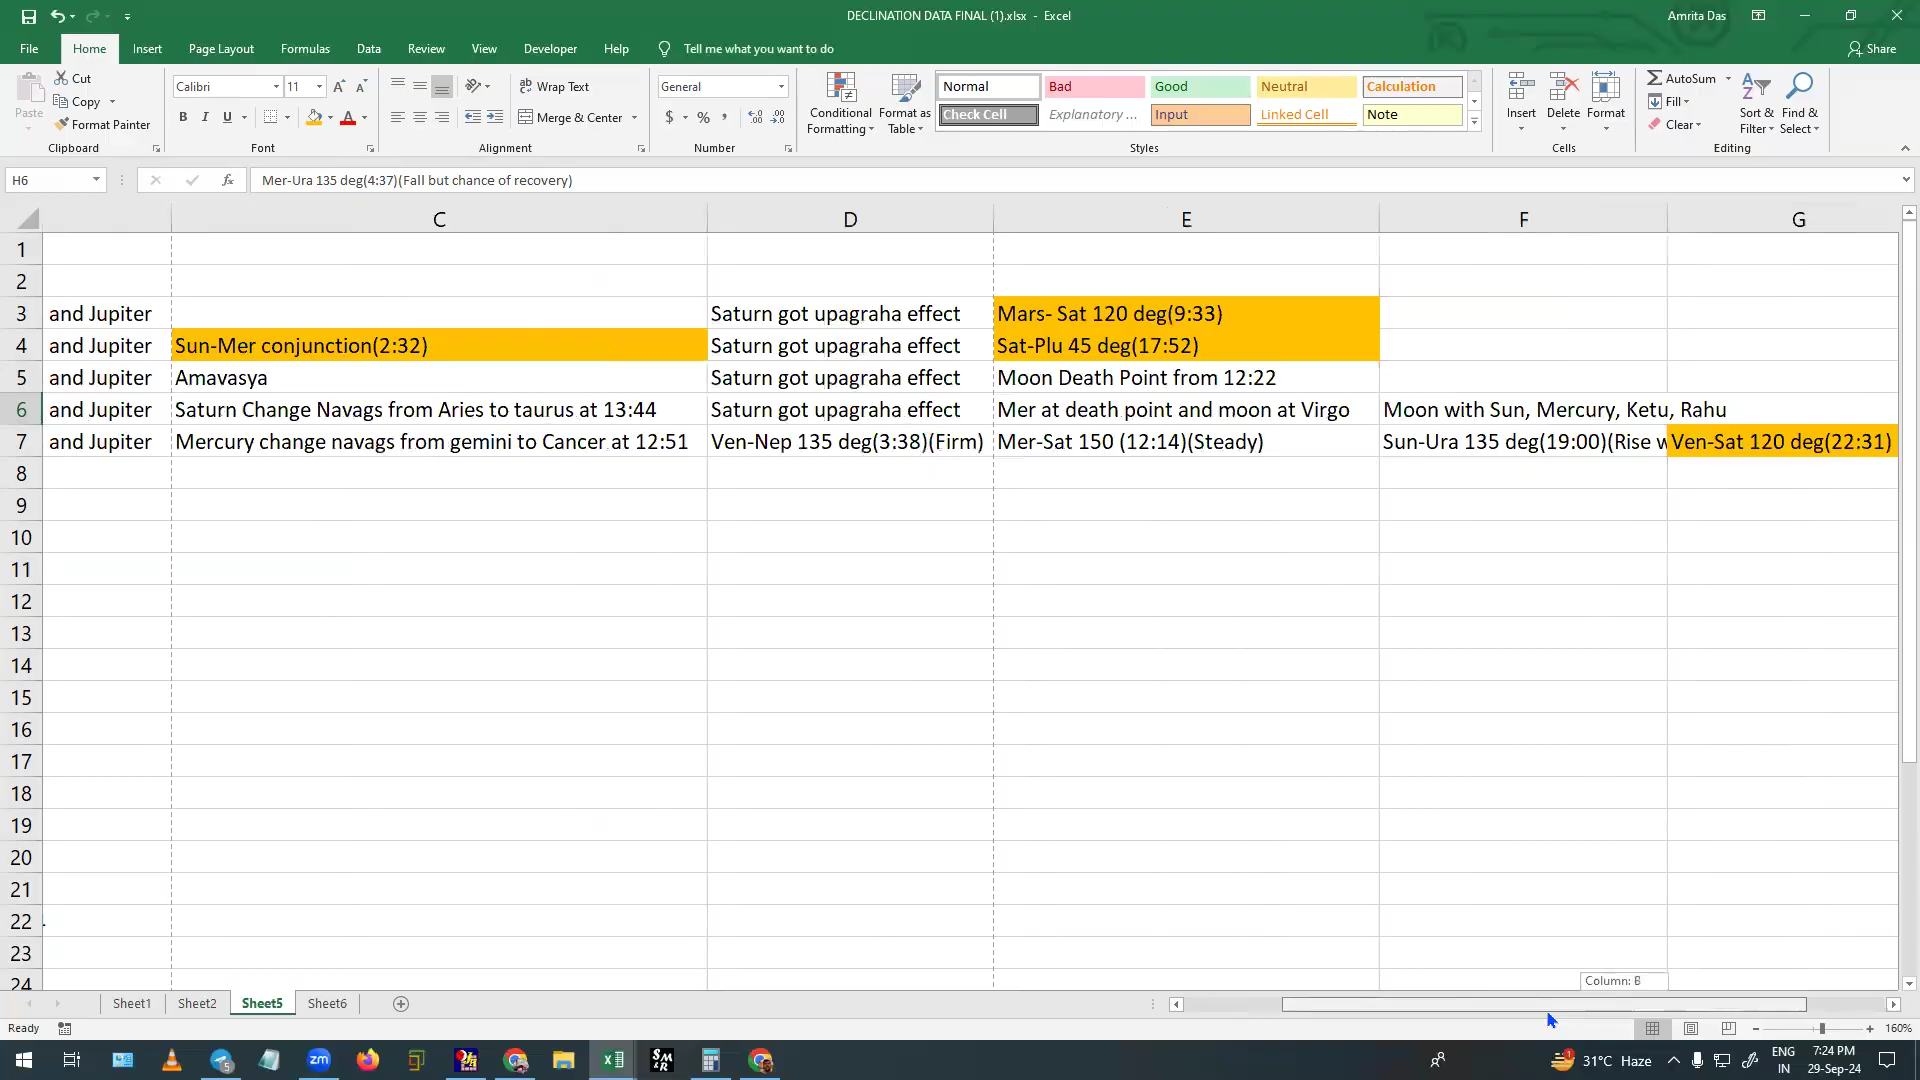 DECLINATION DATA FINAL (1).xlsx - Excel
Amrita Das
File Home Insert Page Layout Formulas Data Review View Developer Help Tell me what you want to do
Share
Paste
Cut
Copy
Format Painter
Clipboard
Calibri 11
B I U
Font
Wrap Text
Merge & Center
Alignment
General
$ % ,
Number
Conditional Formatting
Format as Table
Normal Bad Good Neutral Calculation
Check Cell Explanatory ... Input Linked Cell Note
Styles
Insert Delete Format
Cells
AutoSum
Fill
Clear
Sort & Filter
Find & Select
Editing
H6 fx Mer-Ura 135 deg(4:37)(Fall but chance of recovery)
C D E F G
1
2
3 and Jupiter Saturn got upagraha effect Mars- Sat 120 deg(9:33)
4 and Jupiter Sun-Mer conjunction(2:32) Saturn got upagraha effect Sat-Plu 45 deg(17:52)
5 and Jupiter Amavasya Saturn got upagraha effect Moon Death Point from 12:22
6 and Jupiter Saturn Change Navags from Aries to taurus at 13:44 Saturn got upagraha effect Mer at death point and moon at Virgo Moon with Sun, Mercury, Ketu, Rahu
7 and Jupiter Mercury change navags from gemini to Cancer at 12:51 Ven-Nep 135 deg(3:38)(Firm) Mer-Sat 150 (12:14)(Steady) Sun-Ura 135 deg(19:00)(Rise w Ven-Sat 120 deg(22:31)
8
9
10
11
12
13
14
15
16
17
18
19
20
21
22
23
24
Column: B
Sheet1 Sheet2 Sheet5 Sheet6
Ready
160%
5
zm
SMR
1
31°C Haze
ENG
IN
7:24 PM
29-Sep-24